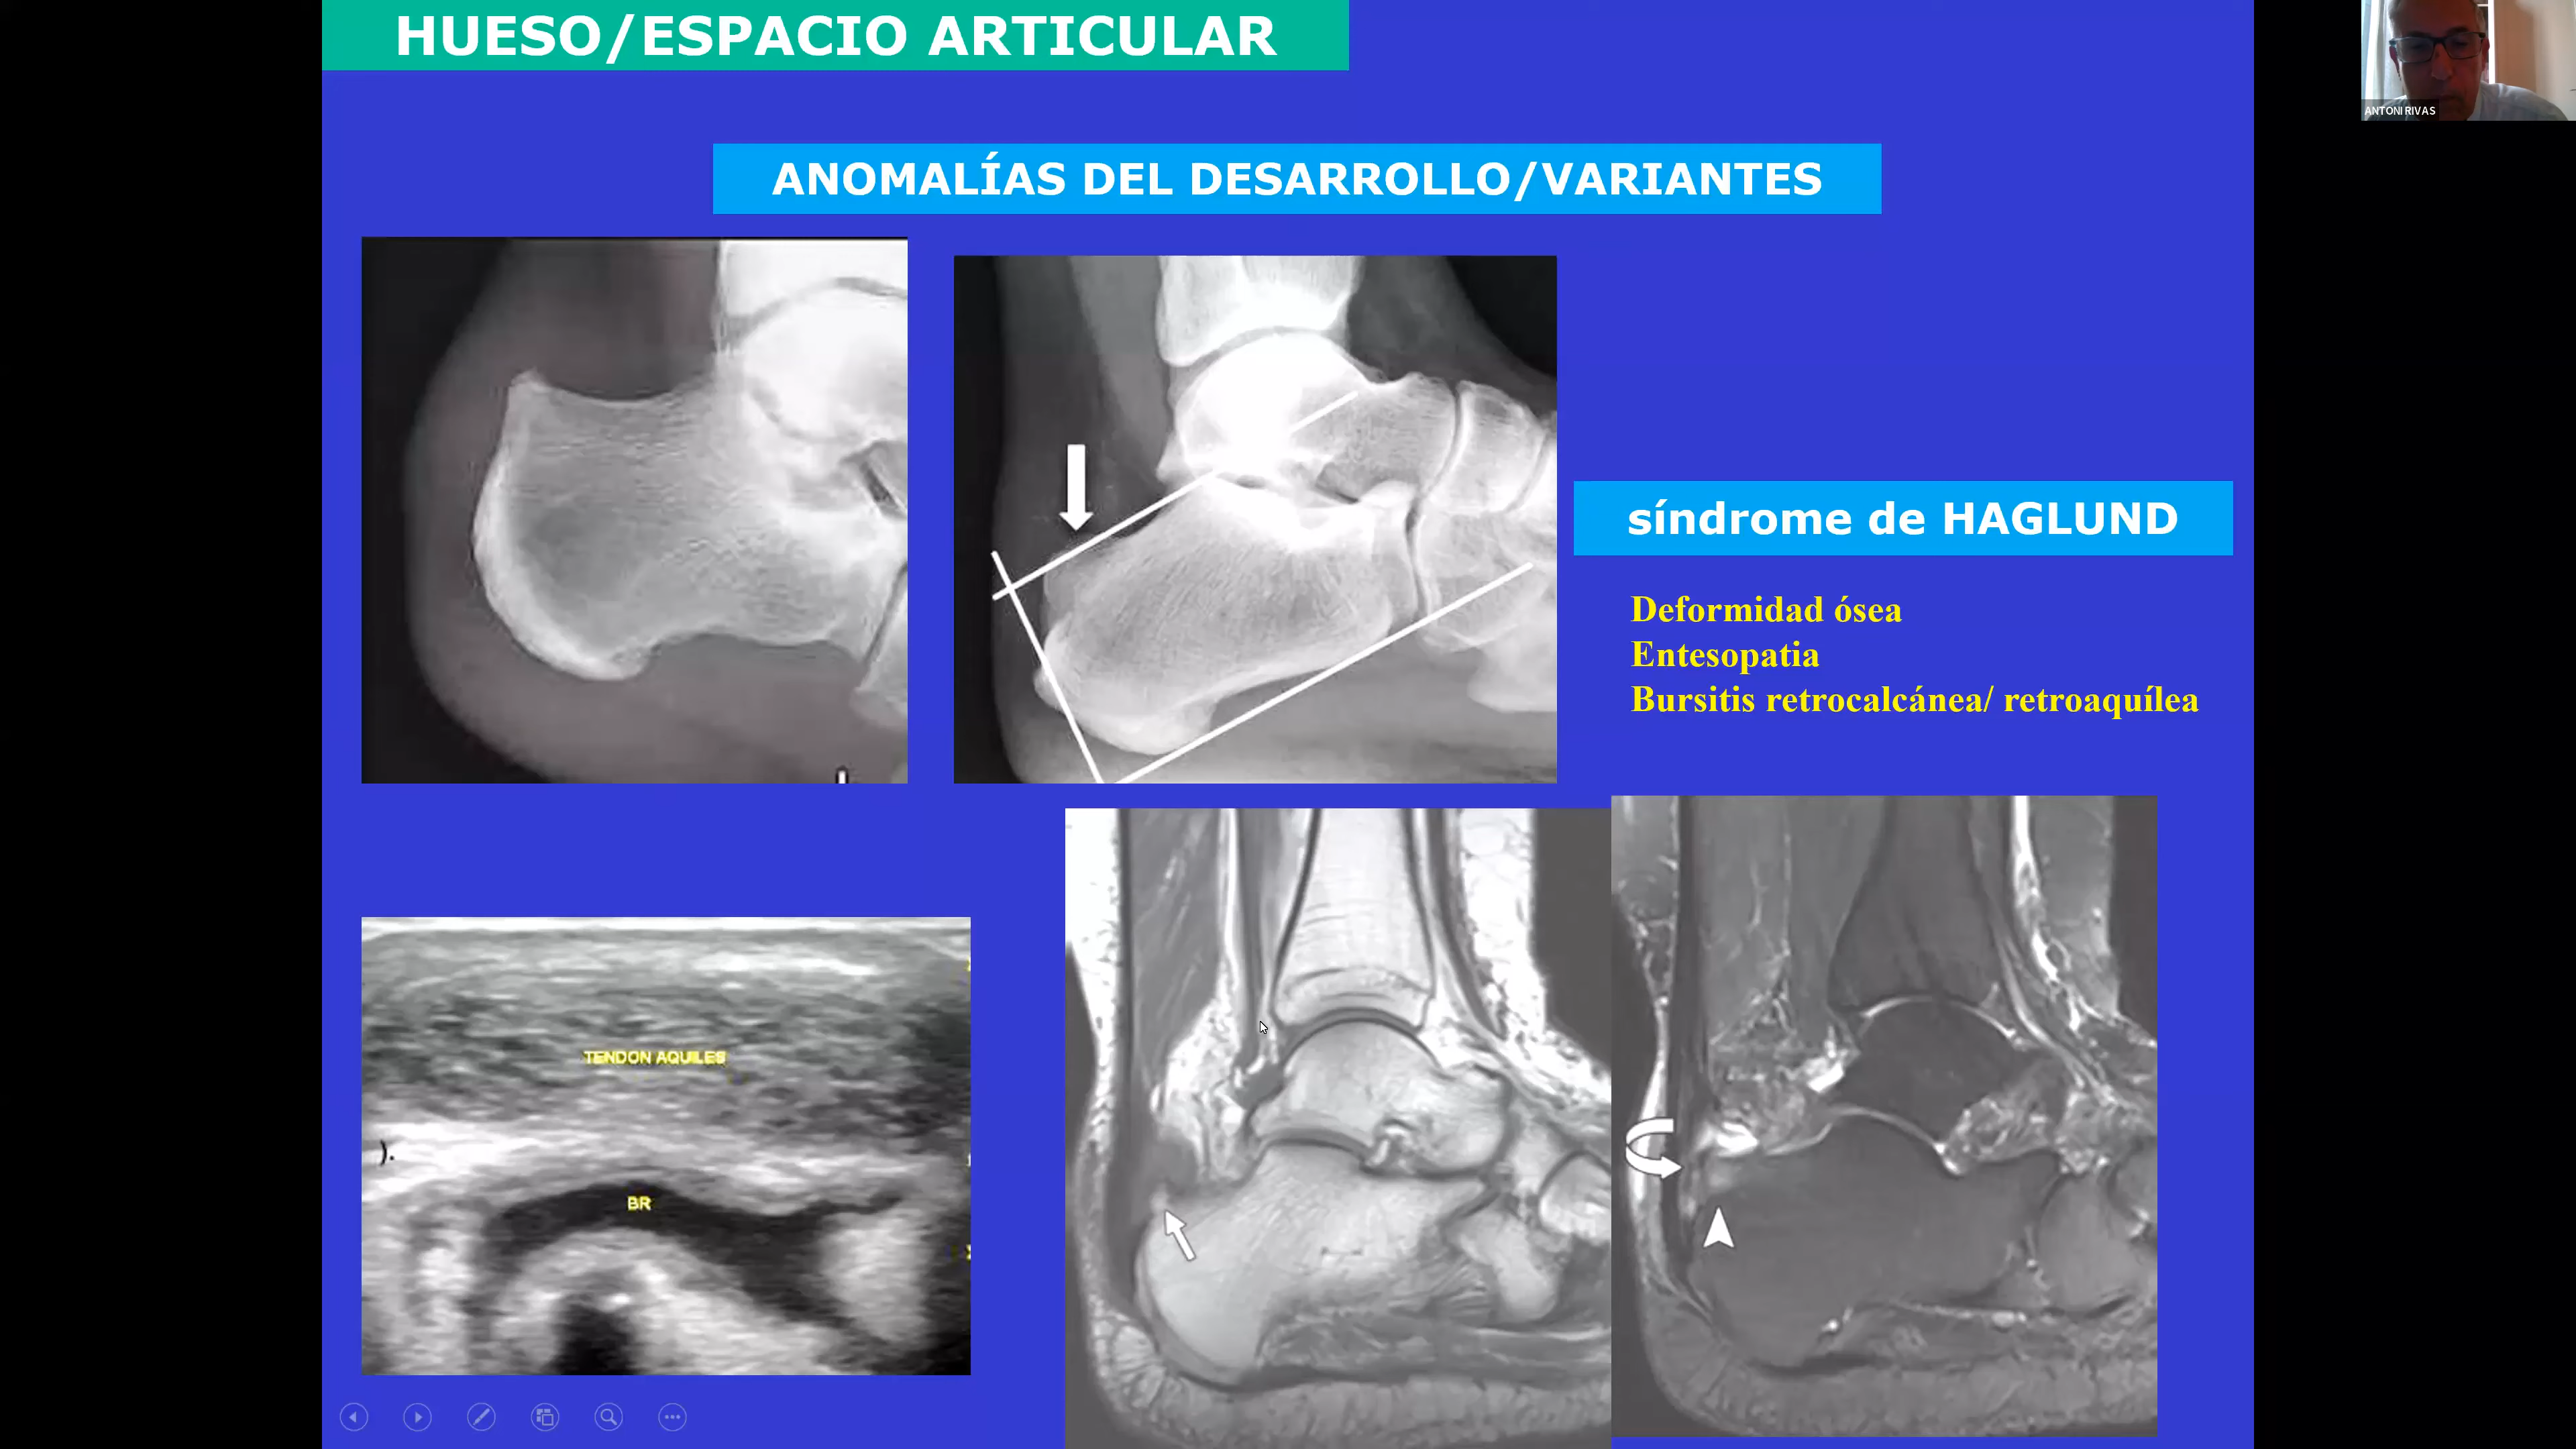 HUESO/ESPACIO ARTICULAR
ANTONI RIVAS
ANOMALÍAS DEL DESARROLLO/VARIANTES
síndrome de HAGLUND
Deformidad ósea
Entesopatia
Bursitis retrocalcánea/ retroaquílea
TENDON AQUILES
).
BR